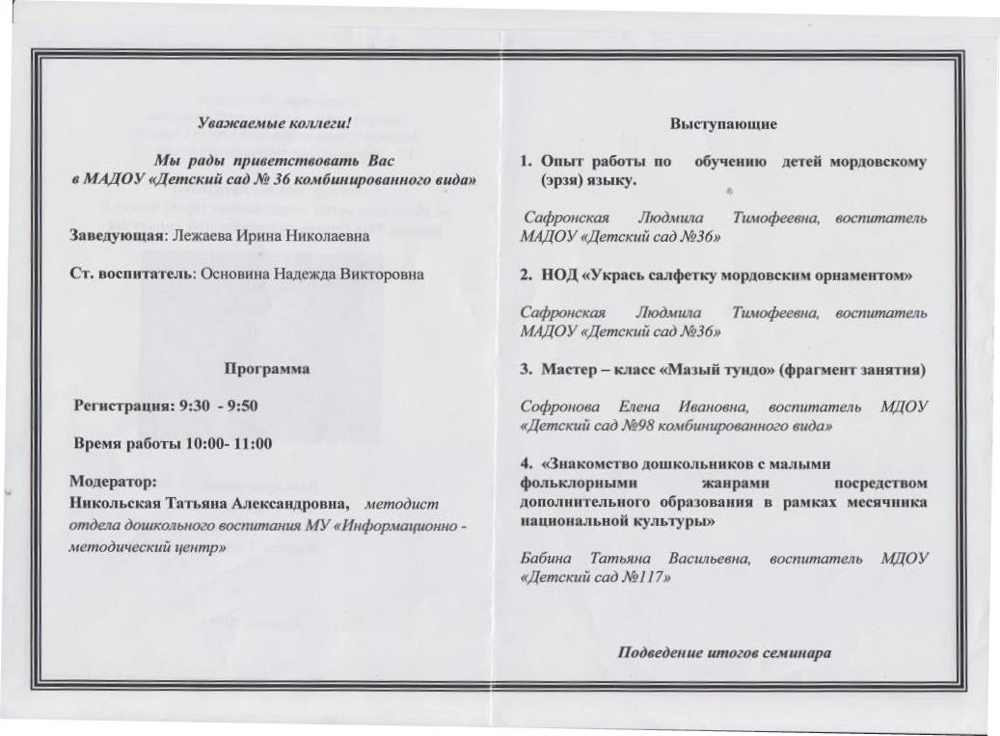 Уважаемые коллеги!
Мы рады приветствовать Вас
в МАДОУ «Детский сад № 36 комбинированного вида»
Заведующая: Лежаева Ирина Николаевна
Ст. воспитатель: Основина Надежда Викторовна
Программа
Регистрация: 9:30 - 9:50
Время работы 10:00- 11:00
Модератор:
Никольская Татьяна Александровна, методист
отдела дошкольного воспитания МУ «Информационно -
методический центр»
Выступающие
1. Опыт работы по обучению детей мордовскому
(эрзя) языку.
Сафронская Людмила Тимофеевна, воспитатель
МАДОУ «Детский сад №36»
2. НОД «Укрась салфетку мордовским орнаментом»
Сафронская Людмила Тимофеевна, воспитатель
МАДОУ «Детский сад №36»
3. Мастер – класс «Мазый тундо» (фрагмент занятия)
Софронова Елена Ивановна, воспитатель МДОУ
«Детский сад №98 комбинированного вида»
4. «Знакомство дошкольников с малыми
фольклорными жанрами посредством
дополнительного образования в рамках месячника
национальной культуры»
Бабина Татьяна Васильевна, воспитатель МДОУ
«Детский сад №117»
Подведение итогов семинара